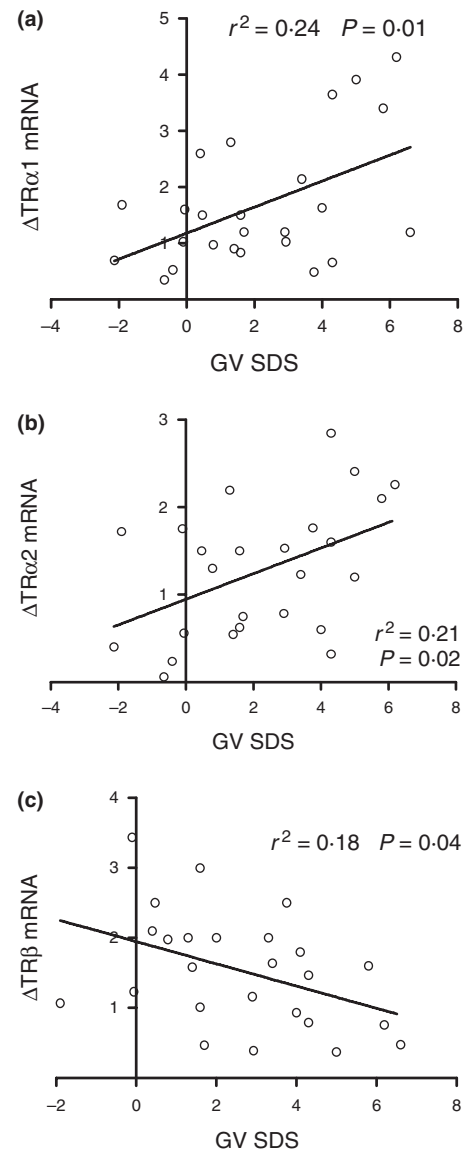 (a)
r² = 0·24 P = 0·01
5
4
3
2
1
ΔTRα1 mRNA
−4 −2 0 2 4 6 8
GV SDS
(b)
3
2
1
ΔTRα2 mRNA
r² = 0·21
P = 0·02
−4 −2 0 2 4 6 8
GV SDS
(c)
4
r² = 0·18 P = 0·04
3
2
1
ΔTRβ mRNA
−2 0 2 4 6 8
GV SDS